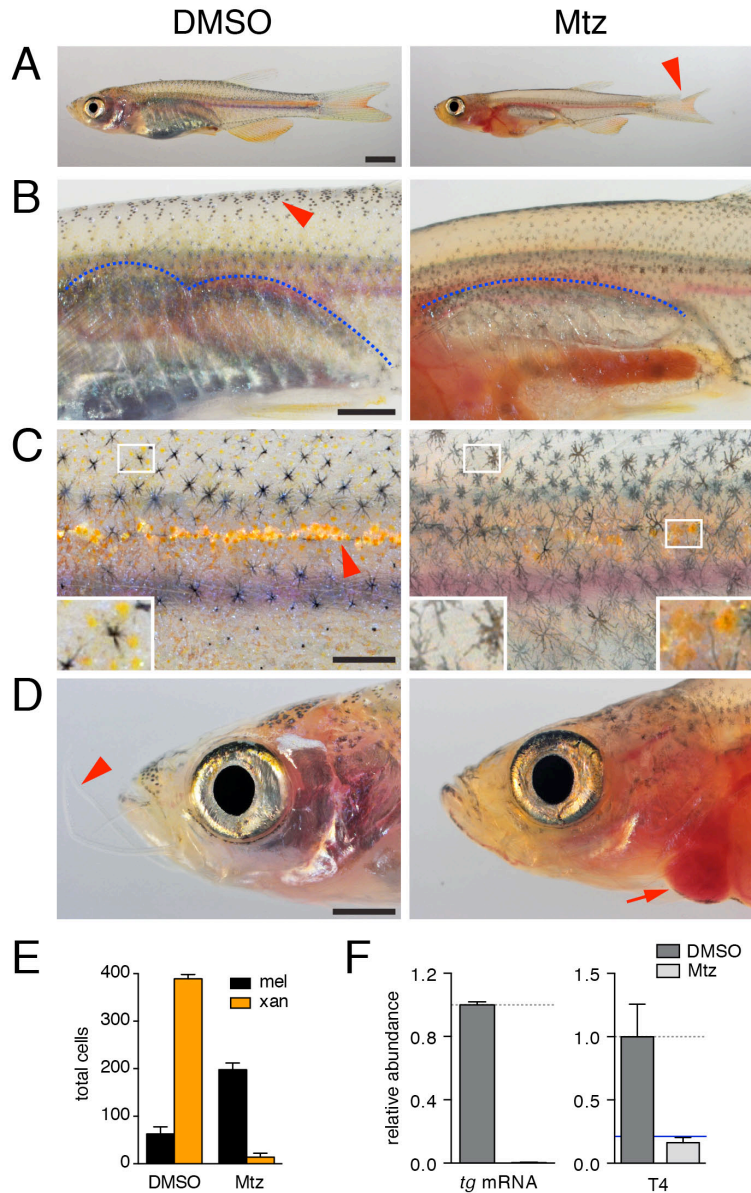 DMSO Mtz
A
B
C
D
E
F
400
300
200
100
0
total cells
mel
xan
DMSO Mtz
relative abundance
1.2
0.8
0.4
0.0
tg mRNA
DMSO
Mtz
1.5
1.0
0.5
0.0
T4